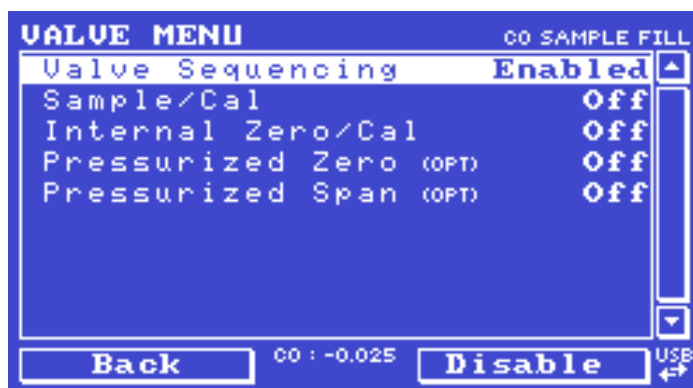 VALVE MENU CO SAMPLE FILL
Valve Sequencing Enabled
Sample/Cal Off
Internal Zero/Cal Off
Pressurized Zero (OPT) Off
Pressurized Span (OPT) Off
Back CO : -0.025 Disable USB